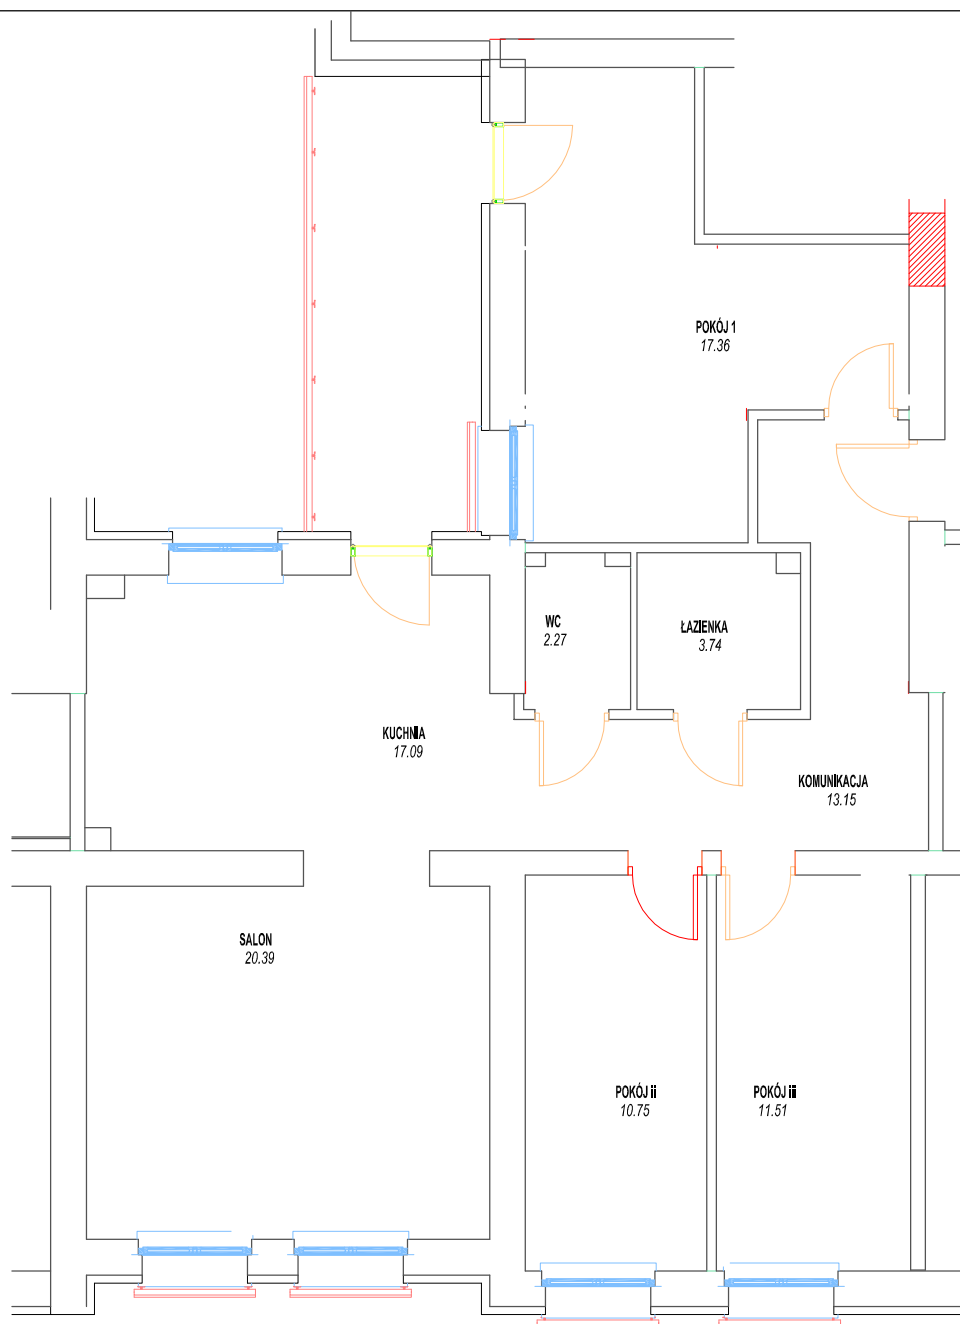 POKÓJ 1
17.36
WC
2.27
ŁAZIENKA
3.74
KUCHNIA
17.09
KOMUNIKACJA
13.15
SALON
20.39
POKÓJ ii
10.75
POKÓJ iii
11.51